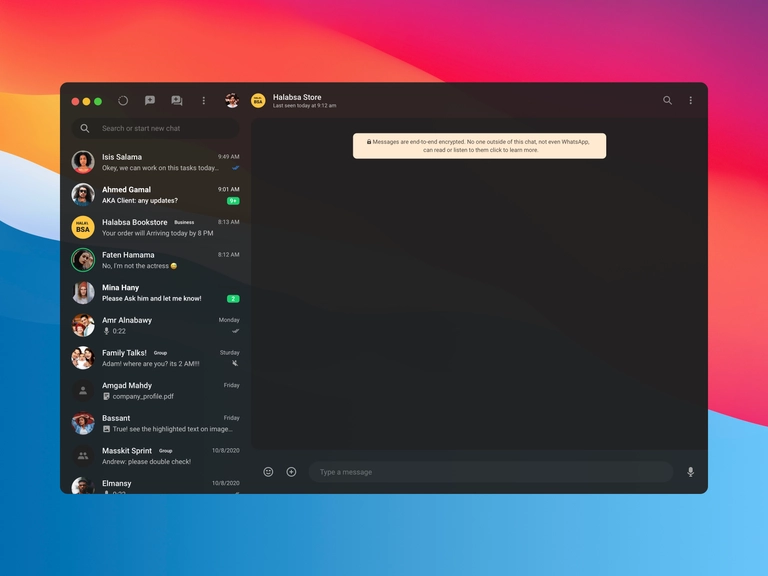 Halabsa Store
Last seen today at 9:12 am
Search or start new chat
Isis Salama 9:49 AM
Okey, we can work on this tasks today..
Ahmed Gamal 9:01 AM
AKA Client: any updates? 9+
Halabsa Bookstore Business 8:13 AM
Your order will Arriving today by 8 PM
BSA
Faten Hamama 8:12 AM
No, I'm not the actress 😅
Mina Hany
Please Ask him and let me know! 2
Amr Alnabawy Monday
0:22
Family Talks! Group Sturday
Adam! where are you? its 2 AM!!!
Amgad Mahdy Friday
company_profile.pdf
Bassant Friday
True! see the highlighted text on image...
Masskit Sprint Group 10/8/2020
Andrew: please double check!
Elmansy 10/8/2020
Messages are end-to-end encrypted. No one outside of this chat, not even WhatsApp,
can read or listen to them click to learn more.
Type a message